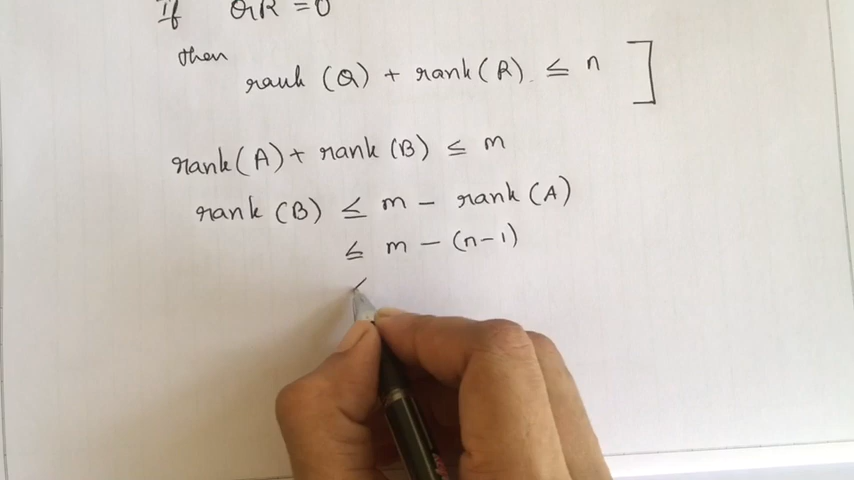 If QR = 0
then
rank (Q) + rank (R) ≤ n ]
rank (A) + rank (B) ≤ m
rank (B) ≤ m - rank (A)
≤ m - (n-1)